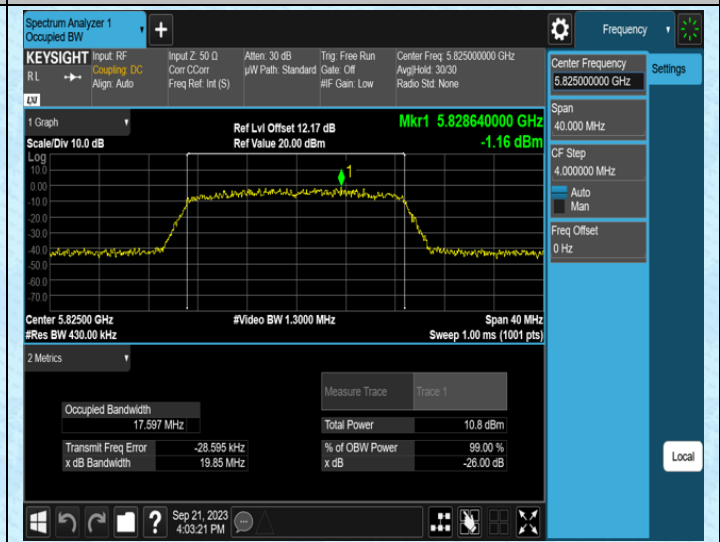 Spectrum Analyzer 1
Occupied BW
+
Frequency
KEYSIGHT
R L
LXI
Input: RF
Coupling: DC
Align: Auto
Input Z: 50 Ω
Corr CCorr
Freq Ref: Int (S)
Atten: 30 dB
µW Path: Standard
Trig: Free Run
Gate: Off
#IF Gain: Low
Center Freq: 5.825000000 GHz
Avg|Hold: 30/30
Radio Std: None
Center Frequency
5.825000000 GHz
Settings
Span
40.000 MHz
CF Step
4.000000 MHz
Auto
Man
Freq Offset
0 Hz
Local
1 Graph
Scale/Div 10.0 dB
Ref Lvl Offset 12.17 dB
Ref Value 20.00 dBm
Mkr1 5.828640000 GHz
-1.16 dBm
Log
10.0
0.00
-10.0
-20.0
-30.0
-40.0
-50.0
-60.0
-70.0
1
Center 5.82500 GHz
#Res BW 430.00 kHz
#Video BW 1.3000 MHz
Span 40 MHz
Sweep 1.00 ms (1001 pts)
2 Metrics
Measure Trace Trace 1
Occupied Bandwidth
17.597 MHz
Total Power 10.8 dBm
Transmit Freq Error -28.595 kHz
% of OBW Power 99.00 %
x dB Bandwidth 19.85 MHz
x dB -26.00 dB
?
Sep 21, 2023
4:03:21 PM